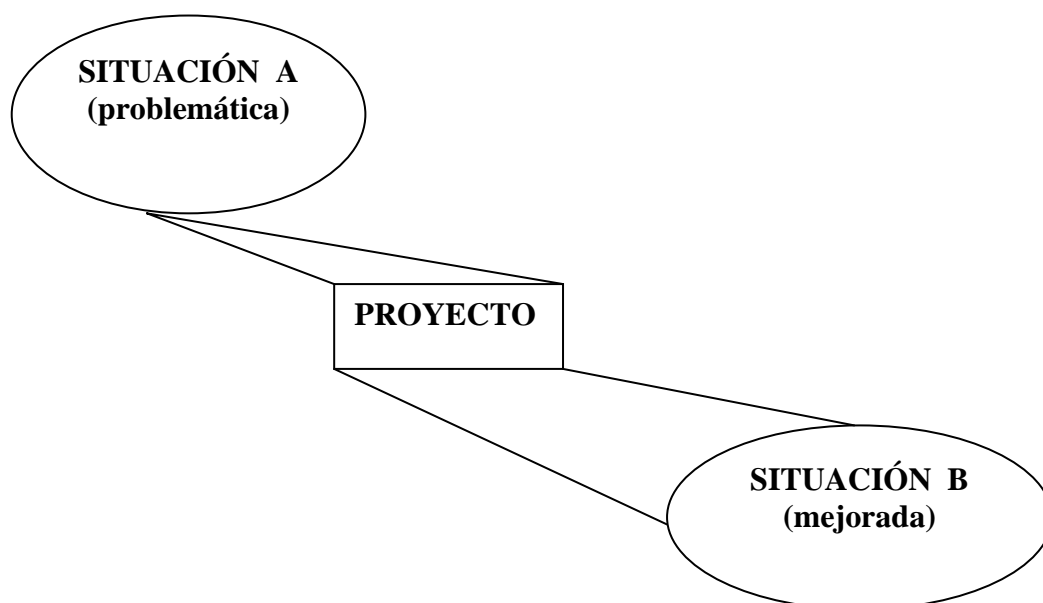 SITUACIÓN A
(problemática)
PROYECTO
SITUACIÓN B
(mejorada)